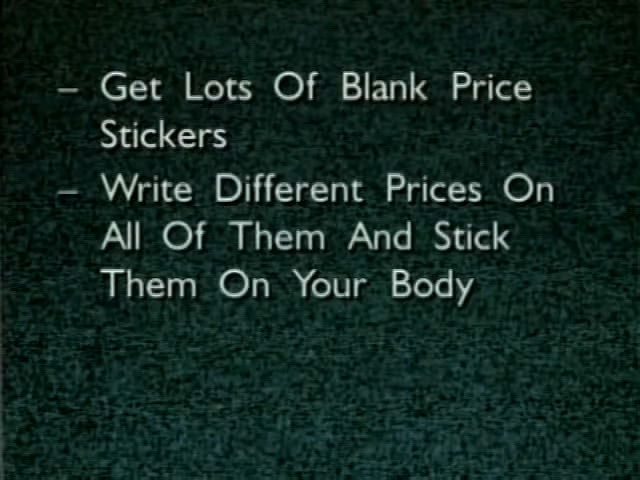 – Get Lots Of Blank Price
Stickers
– Write Different Prices On
All Of Them And Stick
Them On Your Body